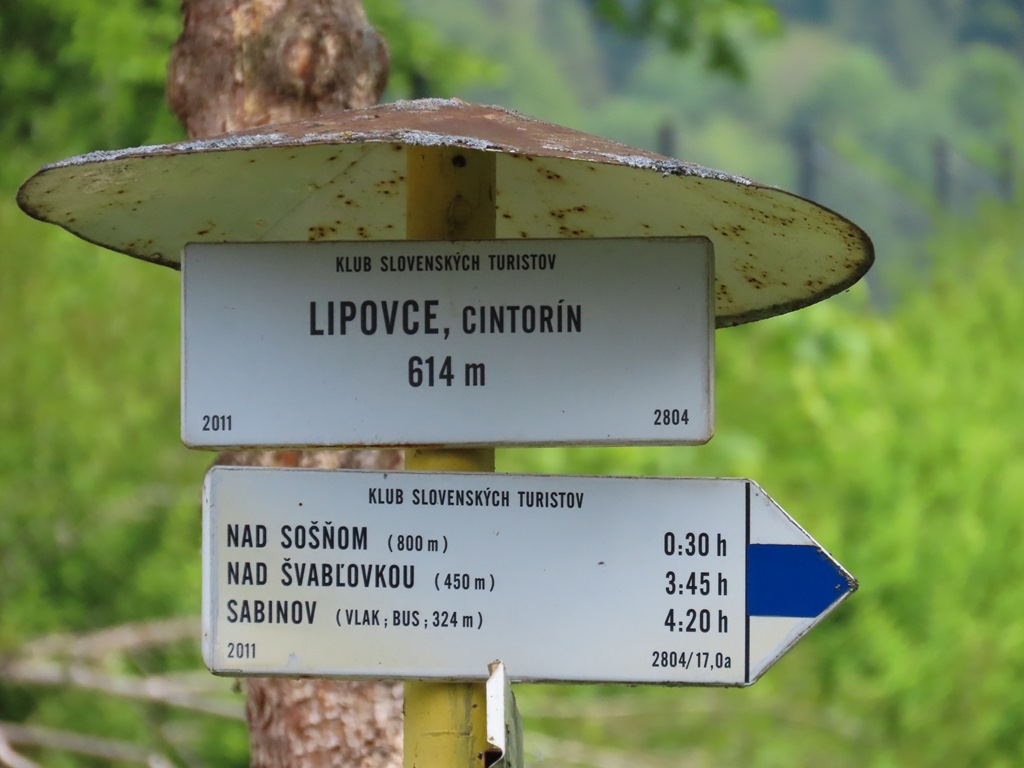 KLUB SLOVENSKÝCH TURISTOV
LIPOVCE, CINTORÍN
614 m
2011 2804
KLUB SLOVENSKÝCH TURISTOV
NAD SOŠŇOM (800 m) 0:30 h
NAD ŠVABĽOVKOU (450 m) 3:45 h
SABINOV (VLAK; BUS; 324 m) 4:20 h
2011 2804/17,0a